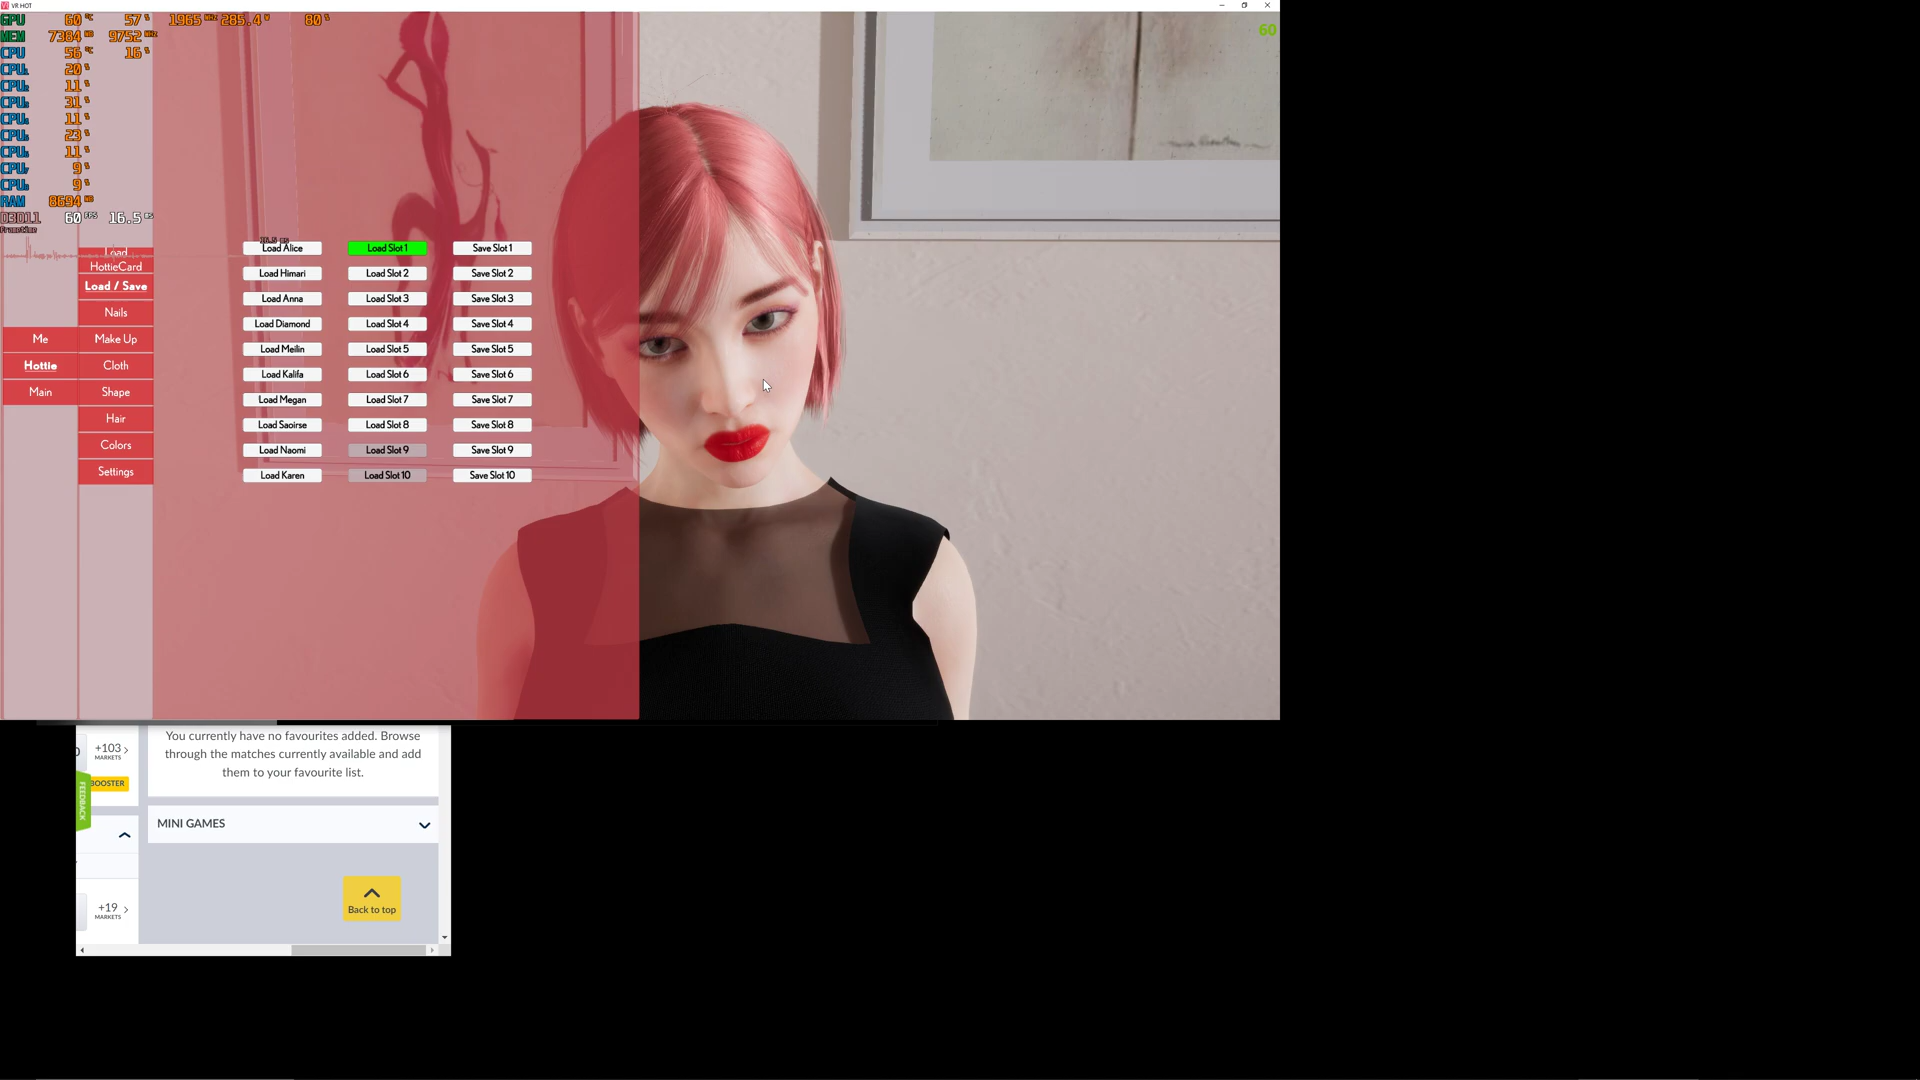 VR HOT
GPU 60 °C 57 % 1965 MHz 285.4 W 80 %
MEM 7384 MB 9752 MHz
CPU 56 °C 16 %
CPU 20 %
CPU 11 %
CPU 31 %
CPU 11 %
CPU 23 %
CPU 11 %
CPU 9 %
CPU 9 %
RAM 8694 MB
D3D11 60 FPS 16.5 ms
Frametime
60
16.5 ms
Load
HottieCard
Load / Save
Nails
Make Up
Cloth
Shape
Hair
Colors
Settings
Me
Hottie
Main
Load Alice Load Slot 1 Save Slot 1
Load Himari Load Slot 2 Save Slot 2
Load Anna Load Slot 3 Save Slot 3
Load Diamond Load Slot 4 Save Slot 4
Load Meilin Load Slot 5 Save Slot 5
Load Kalifa Load Slot 6 Save Slot 6
Load Megan Load Slot 7 Save Slot 7
Load Saoirse Load Slot 8 Save Slot 8
Load Naomi Load Slot 9 Save Slot 9
Load Karen Load Slot 10 Save Slot 10
+103
MARKETS
BOOSTER
FEEDBACK
+19
MARKETS
You currently have no favourites added. Browse
through the matches currently available and add
them to your favourite list.
MINI GAMES
Back to top